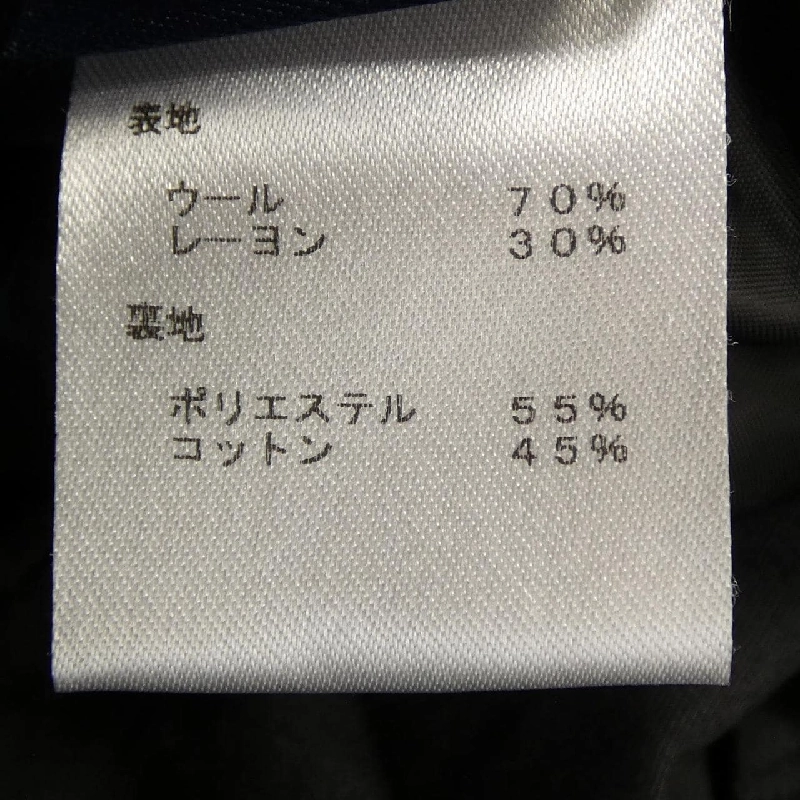 表地
ウール 70%
レーヨン 30%
裏地
ポリエステル 55%
コットン 45%